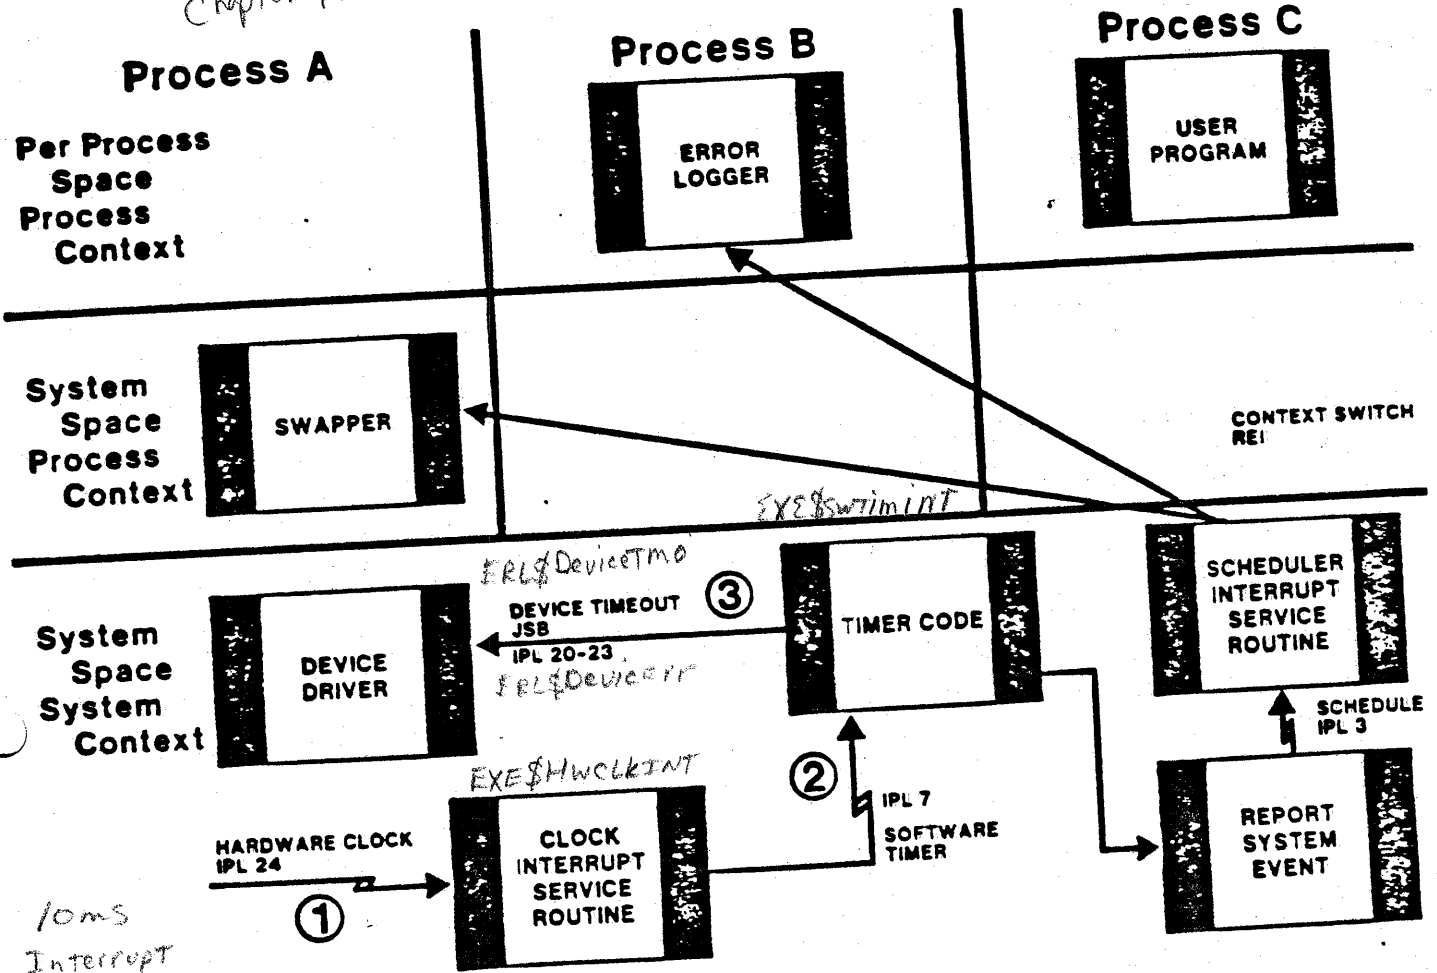 Process A
Process B
Process C
Per Process
Space
Process
Context
ERROR
LOGGER
USER
PROGRAM
System
Space
Process
Context
SWAPPER
CONTEXT SWITCH
REI
EXE$SWTimINT
System
Space
System
Context
DEVICE
DRIVER
ERL$DeviceTMO
DEVICE TIMEOUT
JSB
IPL 20-23
ERL$Deviceerr
③
TIMER CODE
SCHEDULER
INTERRUPT
SERVICE
ROUTINE
SCHEDULE
IPL 3
EXE$HWCLKINT
②
IPL 7
SOFTWARE
TIMER
HARDWARE CLOCK
IPL 24
①
CLOCK
INTERRUPT
SERVICE
ROUTINE
REPORT
SYSTEM
EVENT
10ms
Interrupt